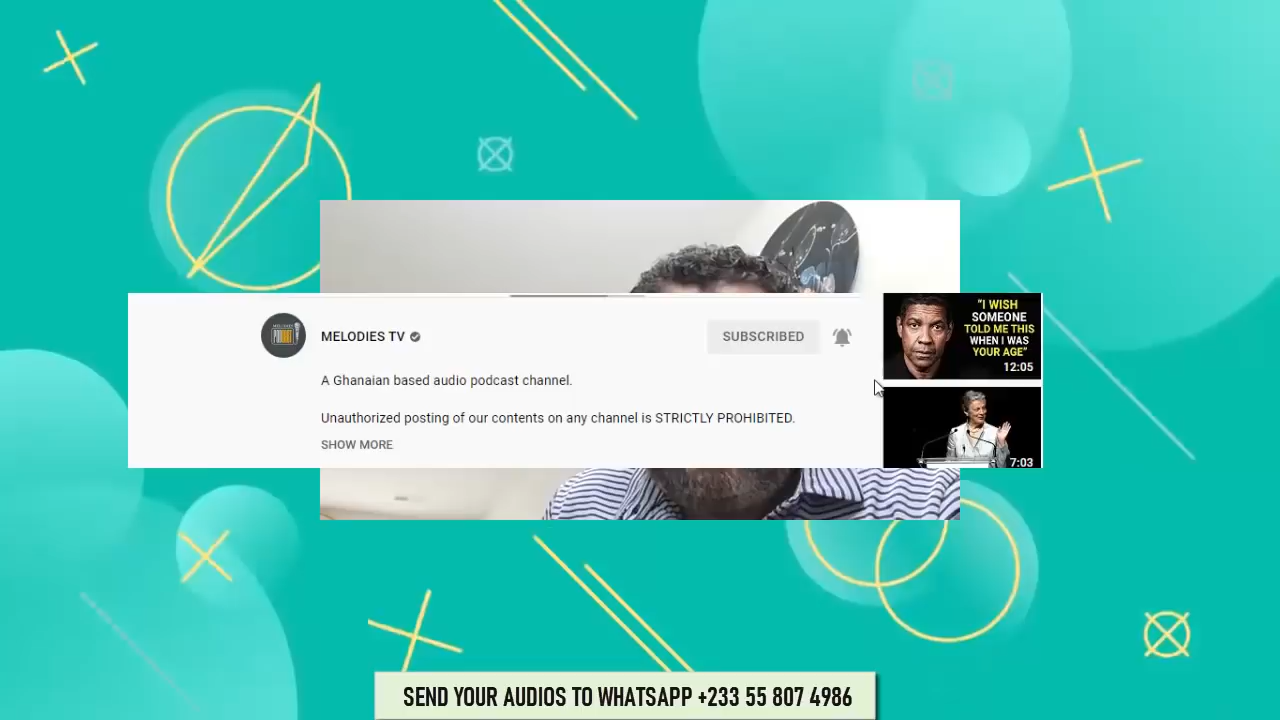 MELODIES TV
SUBSCRIBED
A Ghanaian based audio podcast channel.
Unauthorized posting of our contents on any channel is STRICTLY PROHIBITED.
SHOW MORE
"I WISH
SOMEONE
TOLD ME THIS
WHEN I WAS
YOUR AGE"
12:05
7:03
SEND YOUR AUDIOS TO WHATSAPP +233 55 807 4986